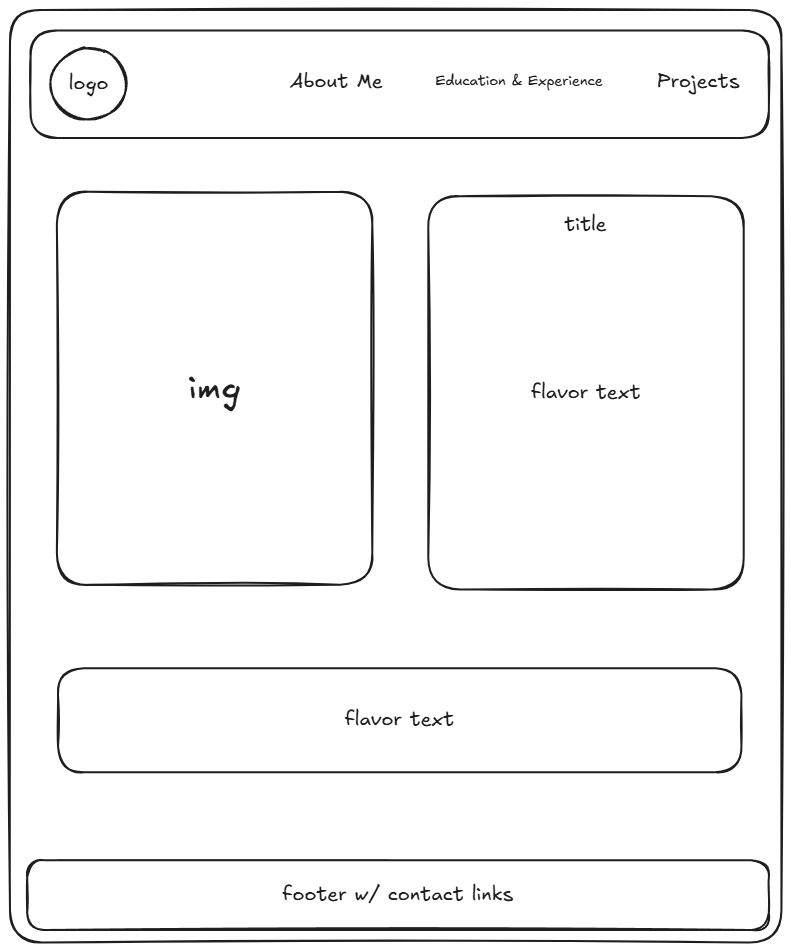 logo
About Me
Education & Experience
Projects
title
img
flavor text
flavor text
footer w/ contact links